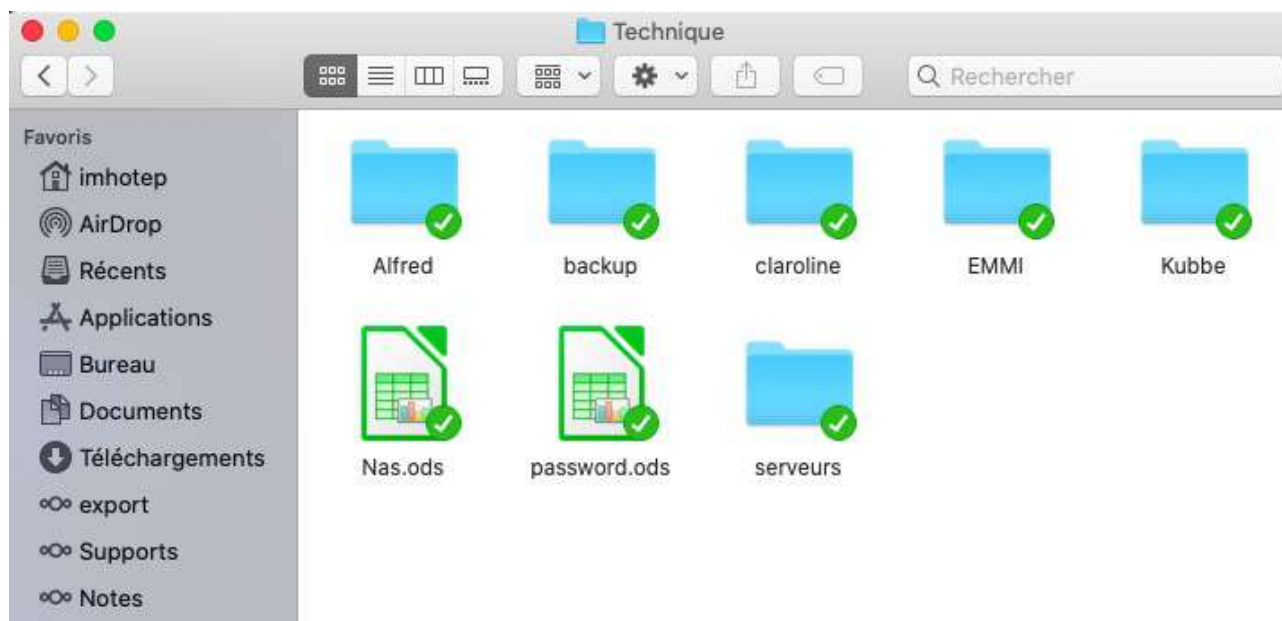 Technique
Rechercher
Favoris
imhotep
AirDrop
Récents
Applications
Bureau
Documents
Téléchargements
export
Supports
Notes
Alfred
backup
claroline
EMMI
Kubbe
Nas.ods
password.ods
serveurs